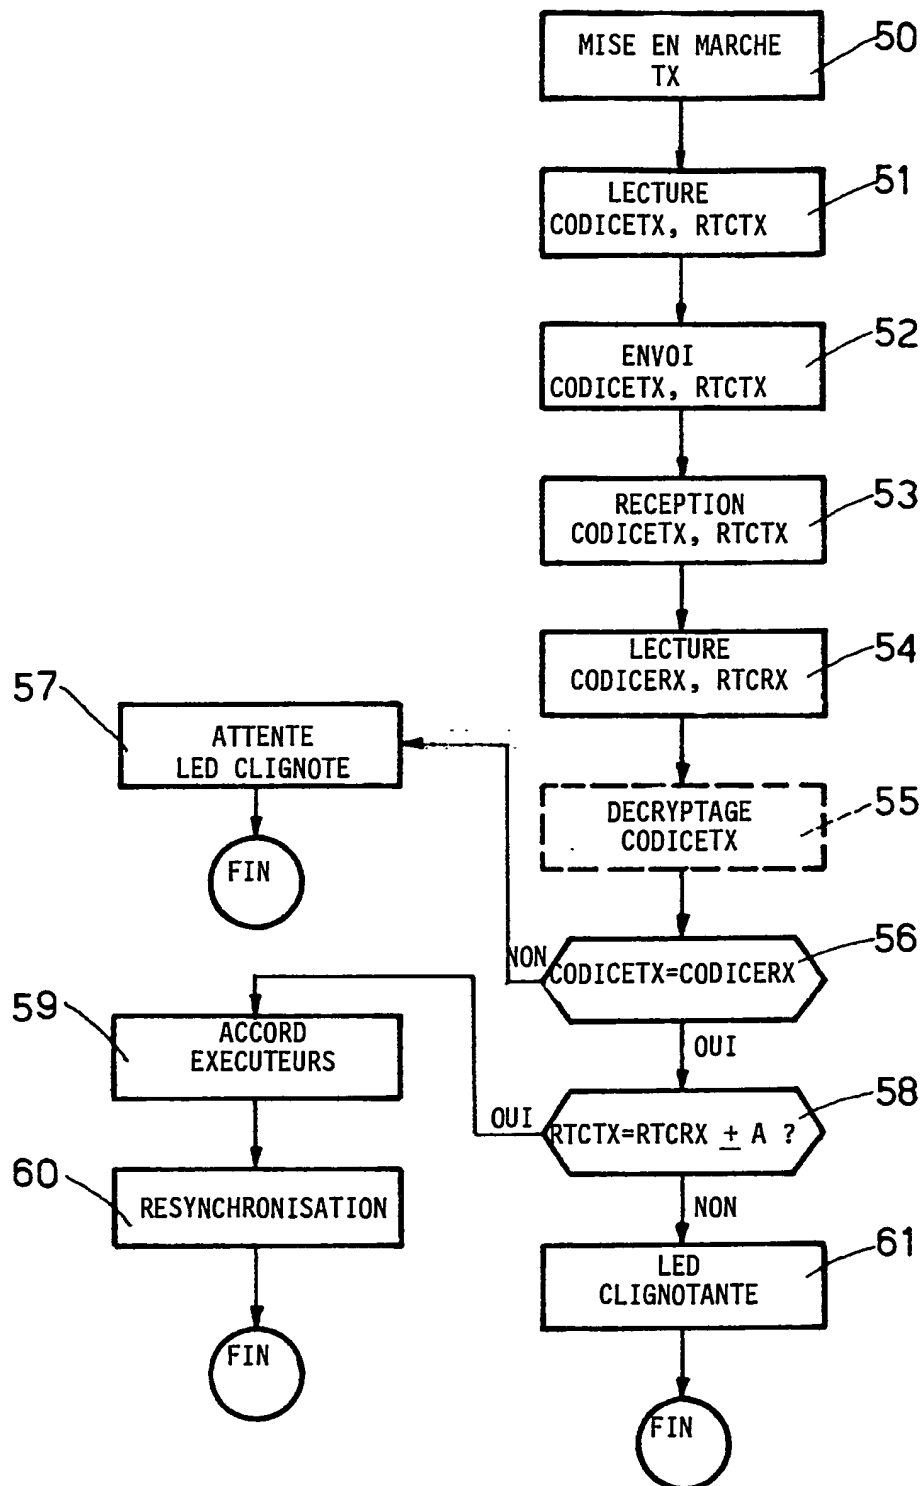 MISE EN MARCHE
TX
50
LECTURE
CODICETX, RTCTX
51
ENVOI
CODICETX, RTCTX
52
RECEPTION
CODICETX, RTCTX
53
LECTURE
CODICERX, RTCRX
54
57
ATTENTE
LED CLIGNOTE
FIN
DECRYPTAGE
CODICETX
55
NON
CODICETX=CODICERX
56
OUI
59
ACCORD
EXECUTEURS
OUI
RTCTX=RTCRX ± A ?
58
NON
60
RESYNCHRONISATION
FIN
LED
CLIGNOTANTE
61
FIN